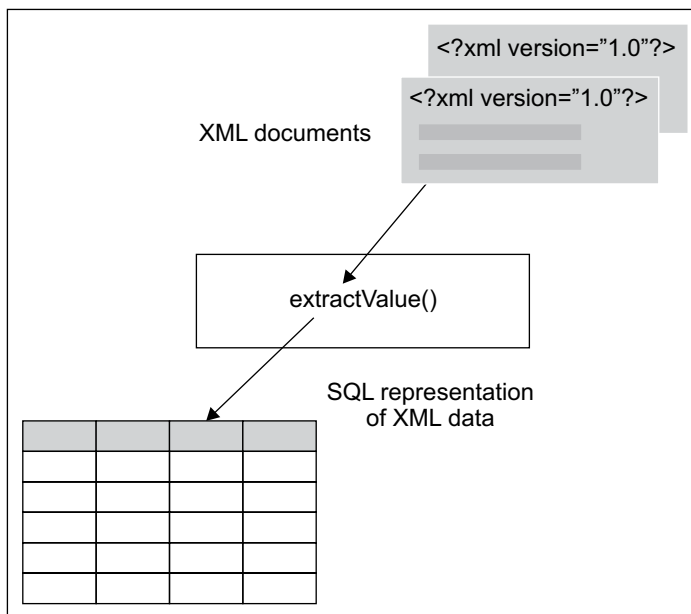 <?xml version=”1.0”?>
<?xml version=”1.0”?>
XML documents
extractValue()
SQL representation
of XML data